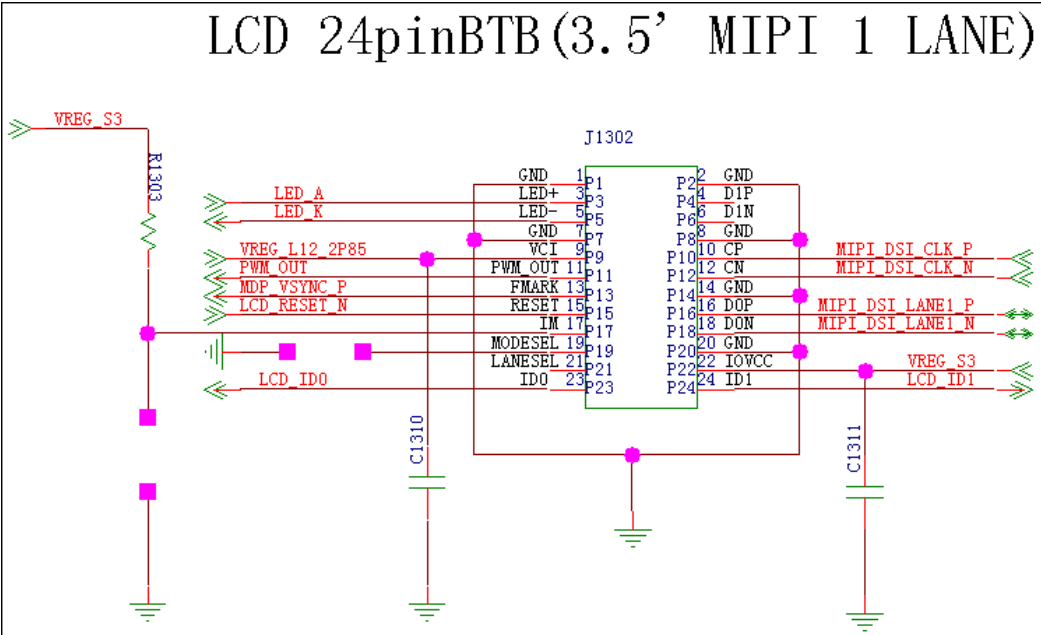 LCD 24pinBTB(3.5' MIPI 1 LANE)
VREG_S3
R1303
J1302
GND 1 P1 P2 2 GND
LED_A LED+ 3 P3 P4 4 D1P
LED_K LED- 5 P5 P6 6 D1N
GND 7 P7 P8 8 GND
VREG_L12_2P85 VCI 9 P9 P10 10 CP MIPI_DSI_CLK_P
PWM_OUT PWM_OUT 11 P11 P12 12 CN MIPI_DSI_CLK_N
MDP_VSYNC_P FMARK 13 P13 P14 14 GND
LCD_RESET_N RESET 15 P15 P16 16 DOP MIPI_DSI_LANE1_P
IM 17 P17 P18 18 DON MIPI_DSI_LANE1_N
MODESEL 19 P19 P20 20 GND
LANESEL 21 P21 P22 22 IOVCC VREG_S3
LCD_ID0 ID0 23 P23 P24 24 ID1 LCD_ID1
C1310
C1311